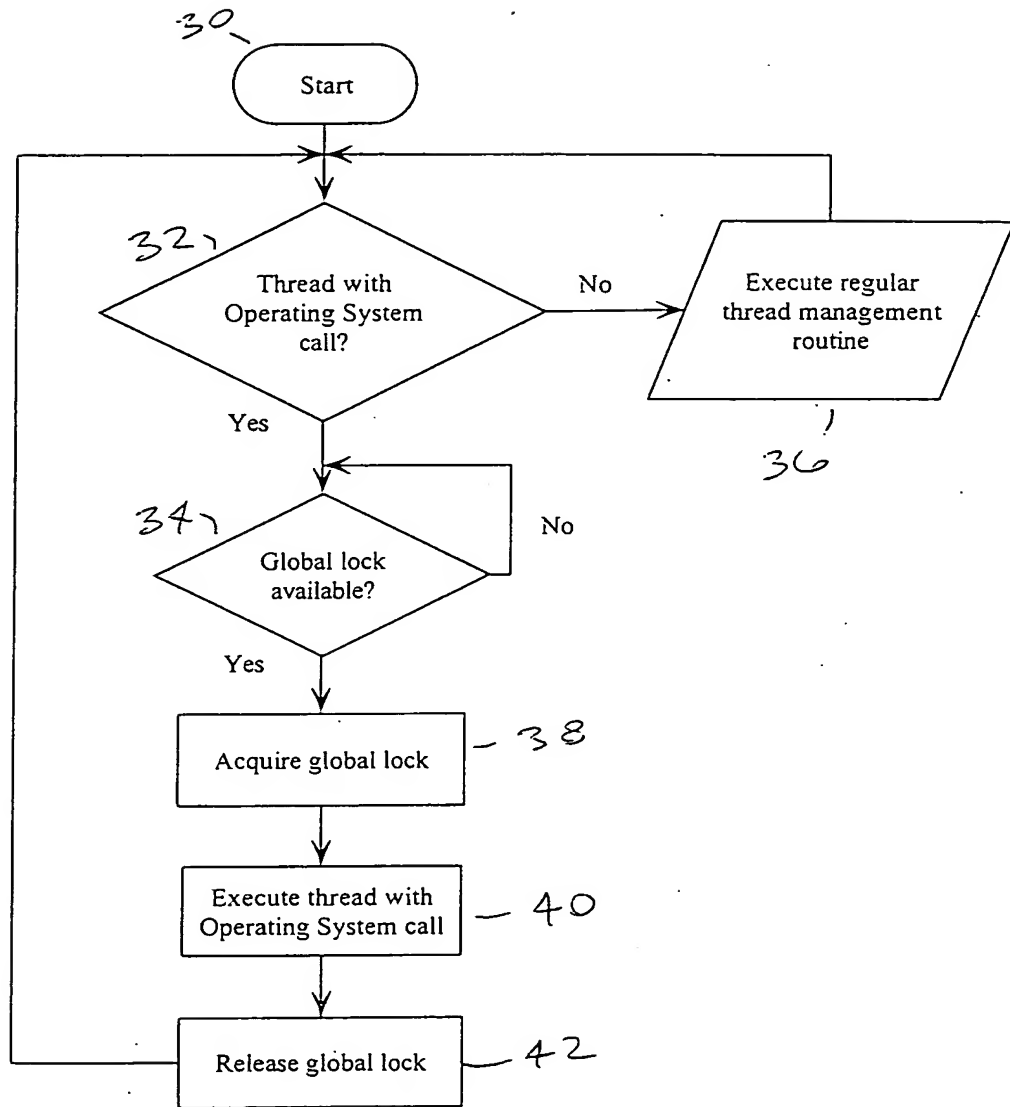 30
Start
32
Thread with
Operating System
call?
No
Execute regular
thread management
routine
Yes
36
34
No
Global lock
available?
Yes
38
Acquire global lock
Execute thread with
Operating System call
40
Release global lock
42